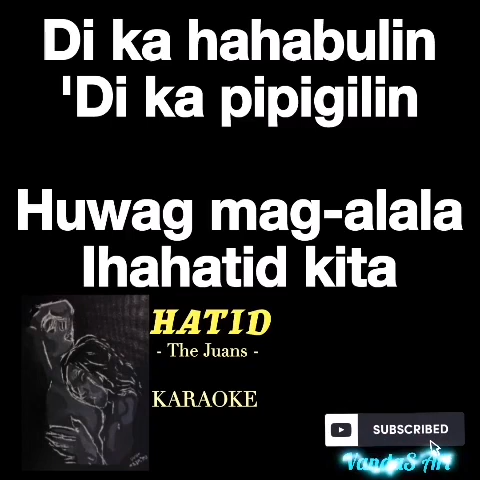 Di ka hahabulin
'Di ka pipigilin
Huwag mag-alala
Ihahatid kita
HATID
- The Juans -
KARAOKE
SUBSCRIBED
VandaS Art